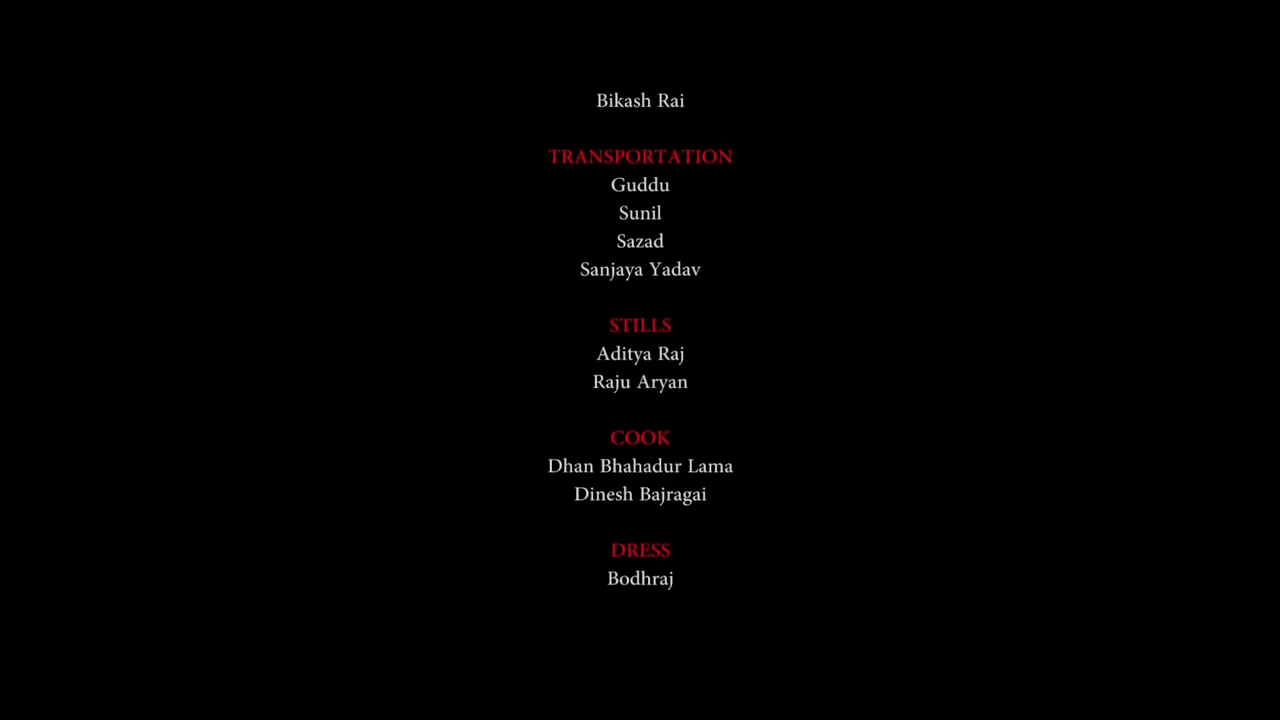 Bikash Rai
TRANSPORTATION
Guddu
Sunil
Sazad
Sanjaya Yadav
STILLS
Aditya Raj
Raju Aryan
COOK
Dhan Bhahadur Lama
Dinesh Bajragai
DRESS
Bodhraj